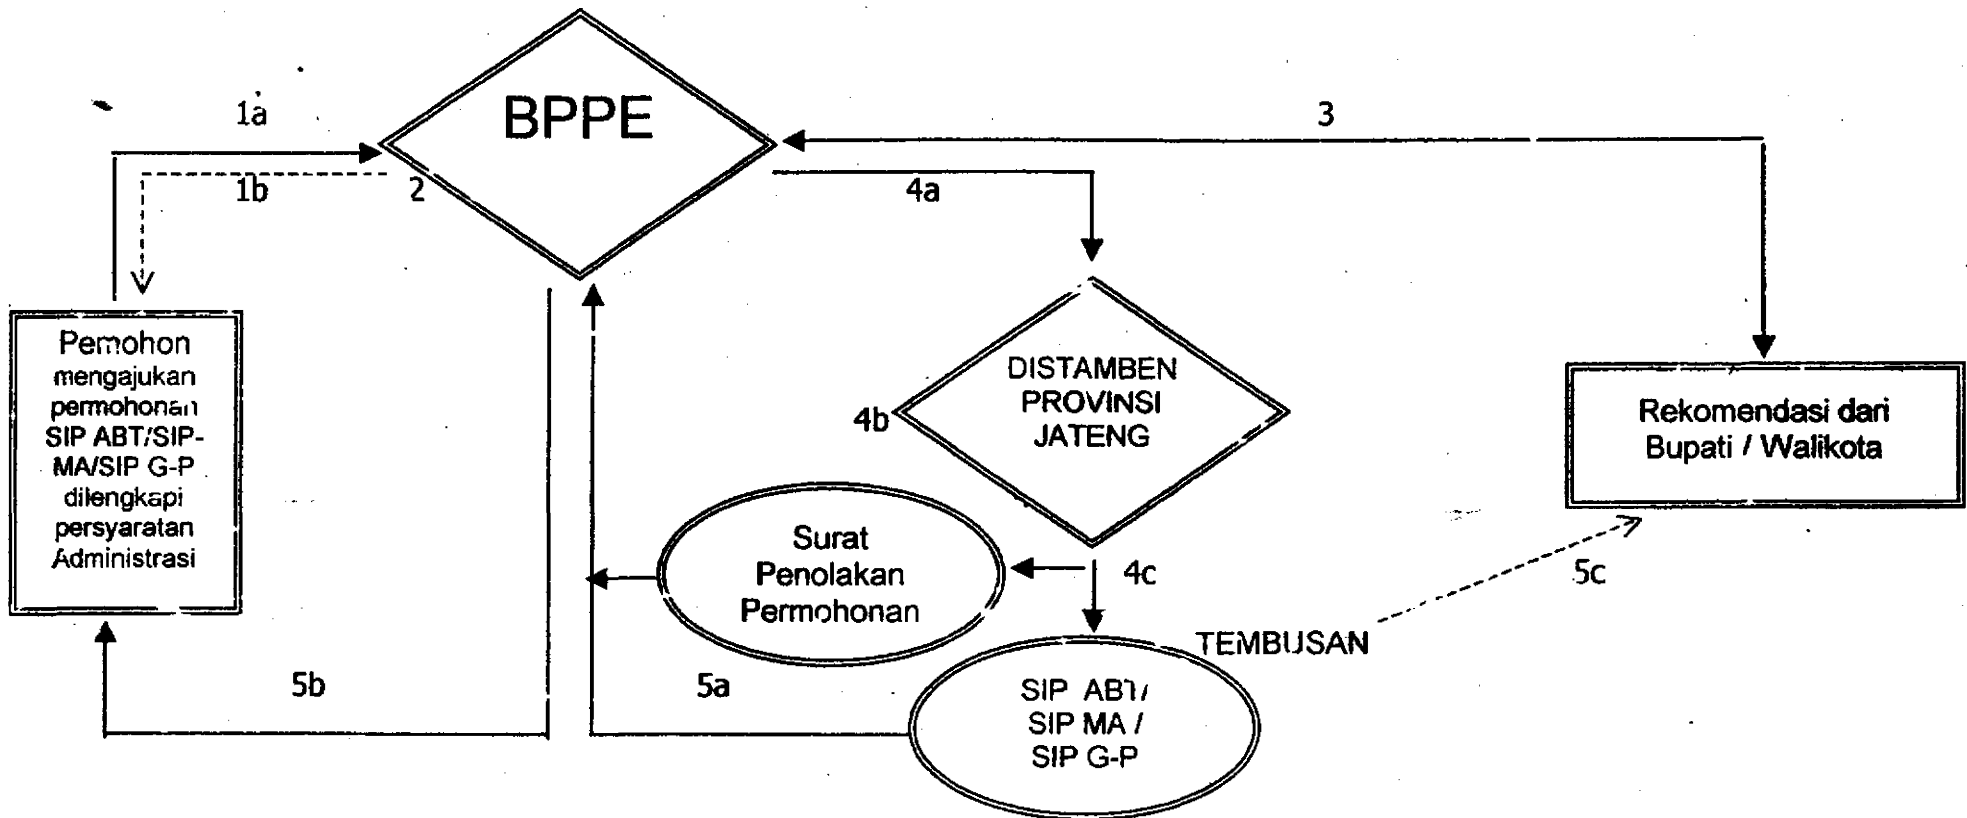 BPPE
1a
1b
2
3
4a
Pemohon
mengajukan
permohonan
SIP ABT/SIP-
MA/SIP G-P
dilengkapi
persyaratan
Administrasi
DISTAMBEN
PROVINSI
JATENG
4b
Rekomendasi dari
Bupati / Walikota
Surat
Penolakan
Permohonan
4c
5c
TEMBUSAN
5b
5a
SIP ABT/
SIP MA /
SIP G-P